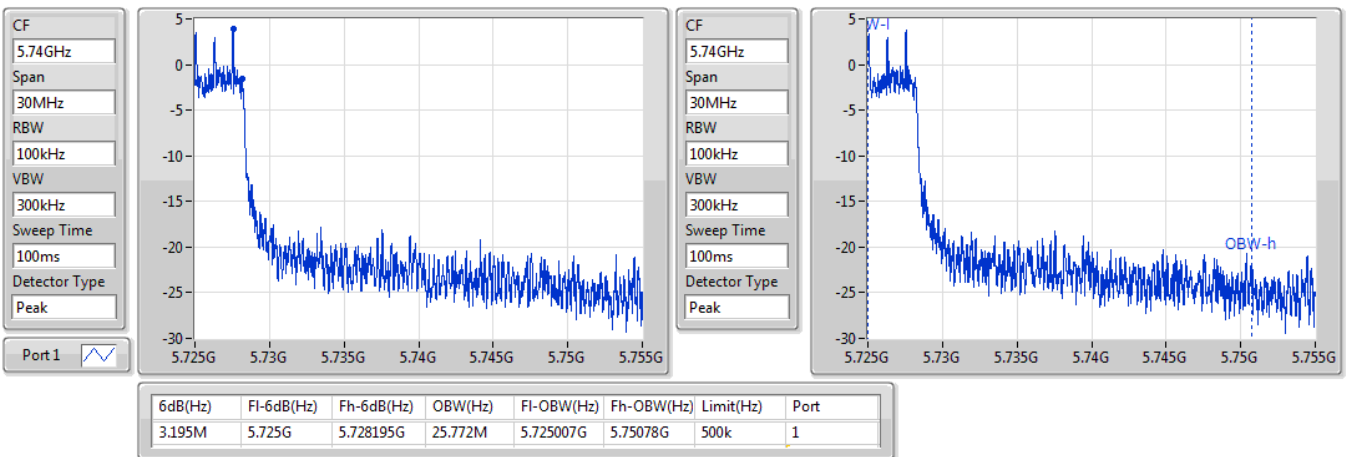 CF
5.74GHz
Span
30MHz
RBW
100kHz
VBW
300kHz
Sweep Time
100ms
Detector Type
Peak
Port 1
5
0
-5
-10
-15
-20
-25
-30
5.725G 5.73G 5.735G 5.74G 5.745G 5.75G 5.755G
CF
5.74GHz
Span
30MHz
RBW
100kHz
VBW
300kHz
Sweep Time
100ms
Detector Type
Peak
5
0
-5
-10
-15
-20
-25
-30
W-l
OBW-h
5.725G 5.73G 5.735G 5.74G 5.745G 5.75G 5.755G
6dB(Hz) Fl-6dB(Hz) Fh-6dB(Hz) OBW(Hz) Fl-OBW(Hz) Fh-OBW(Hz) Limit(Hz) Port
3.195M 5.725G 5.728195G 25.772M 5.725007G 5.75078G 500k 1